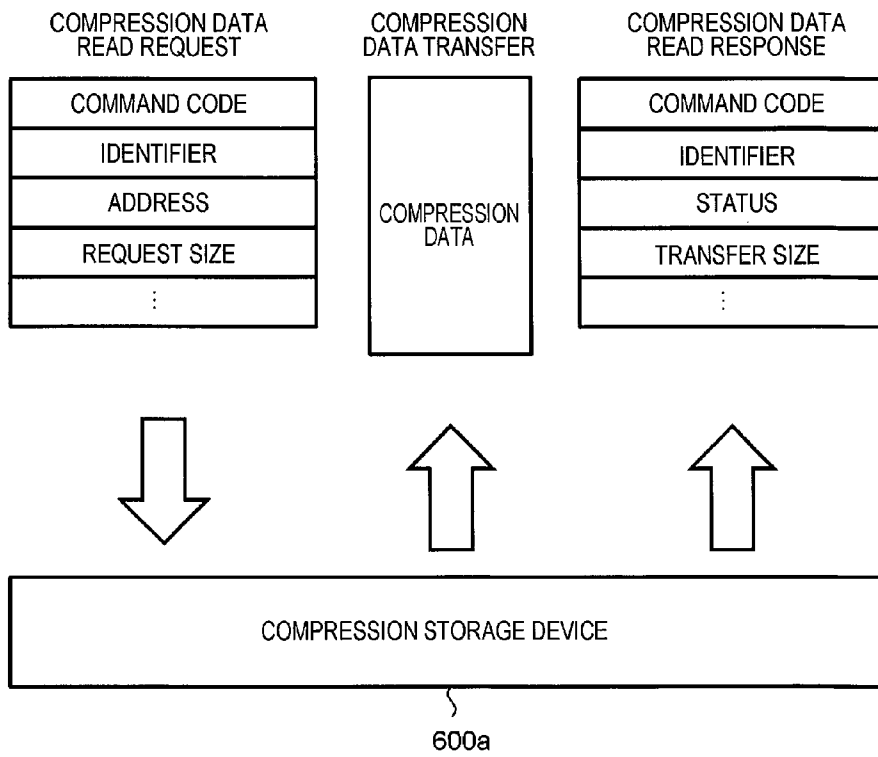 COMPRESSION DATA
READ REQUEST
COMMAND CODE
IDENTIFIER
ADDRESS
REQUEST SIZE
⋮
COMPRESSION
DATA TRANSFER
COMPRESSION
DATA
COMPRESSION DATA
READ RESPONSE
COMMAND CODE
IDENTIFIER
STATUS
TRANSFER SIZE
⋮
COMPRESSION STORAGE DEVICE
600a